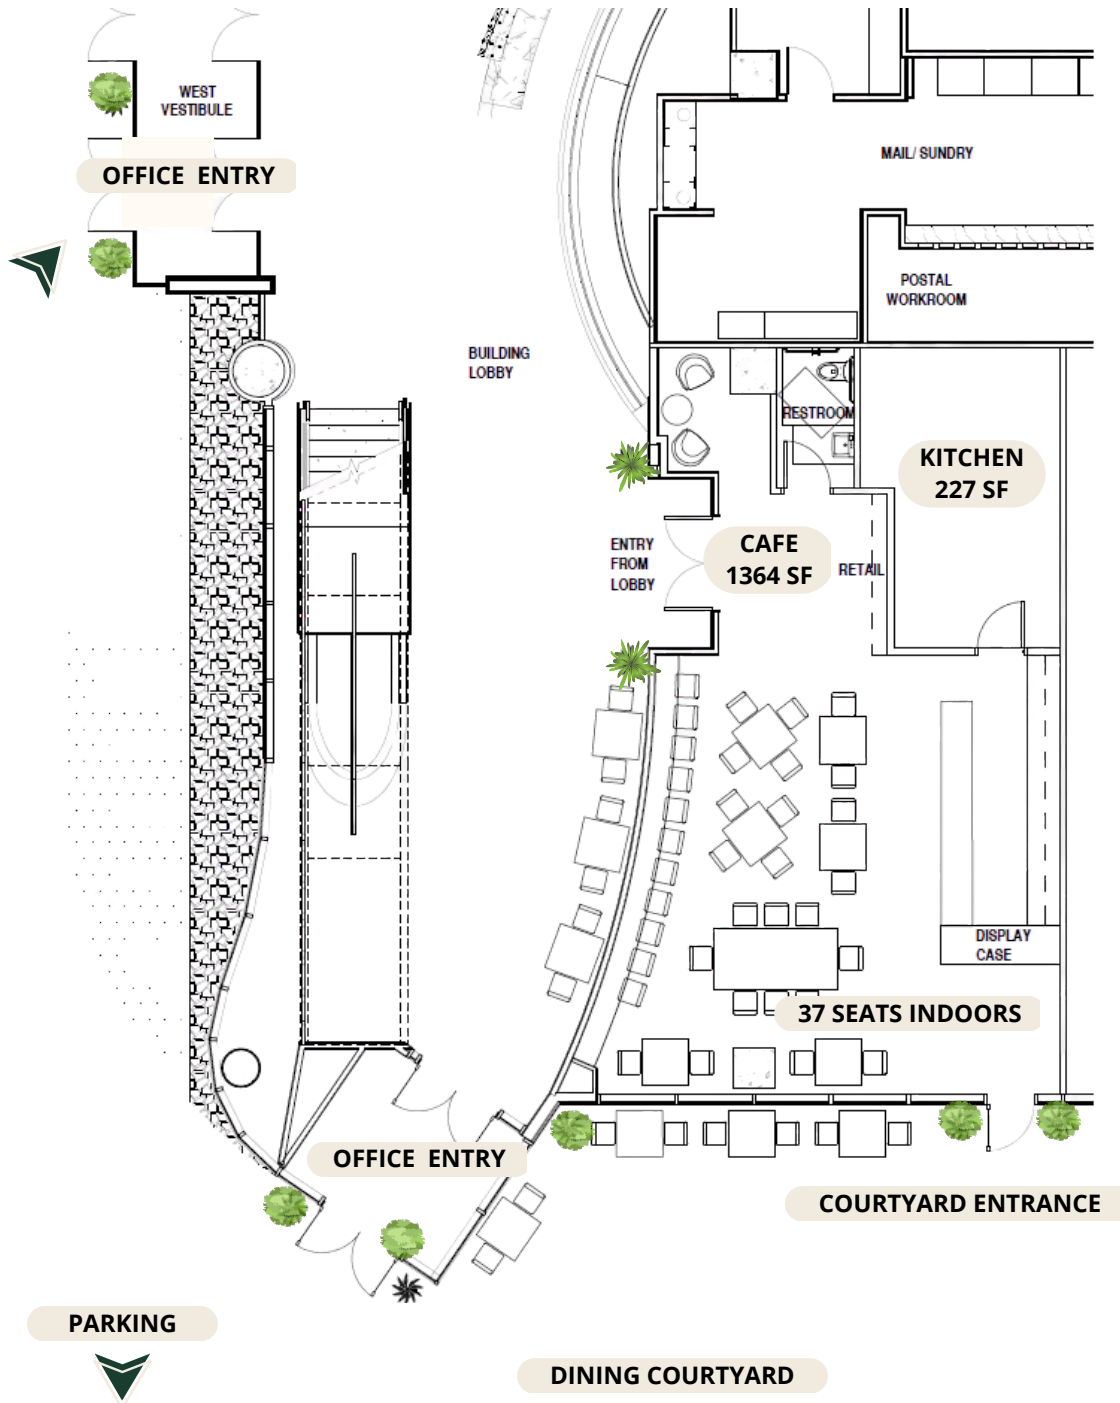 WEST
VESTIBULE
OFFICE ENTRY
MAIL/ SUNDRY
POSTAL
WORKROOM
BUILDING
LOBBY
RESTROOM
KITCHEN
227 SF
ENTRY
FROM
LOBBY
CAFE
1364 SF
RETAIL
DISPLAY
CASE
37 SEATS INDOORS
OFFICE ENTRY
COURTYARD ENTRANCE
PARKING
DINING COURTYARD